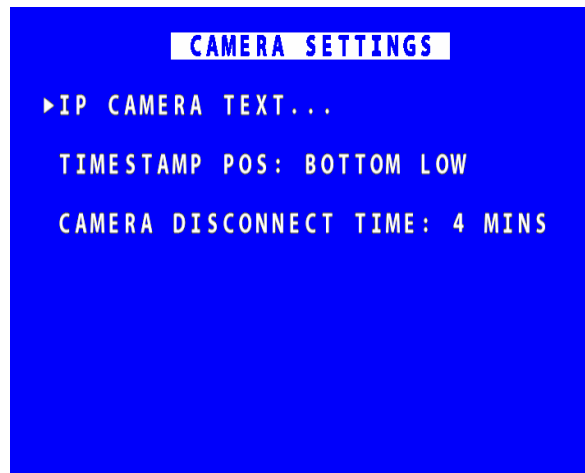 CAMERA SETTINGS
▶IP CAMERA TEXT...
TIMESTAMP POS: BOTTOM LOW
CAMERA DISCONNECT TIME: 4 MINS